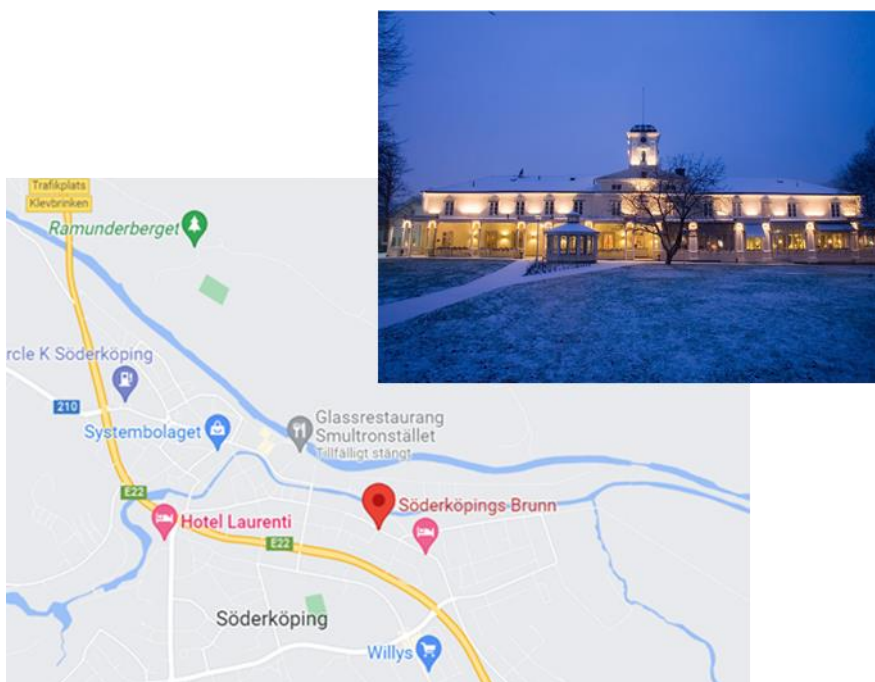 Trafikplats
Klevbrinken
Ramunderberget
rcle K Söderköping
210
Systembolaget
Glassrestaurang
Smultronstället
Tillfälligt stängt
E22
Söderköpings Brunn
Hotel Laurenti
E22
Söderköping
Willys